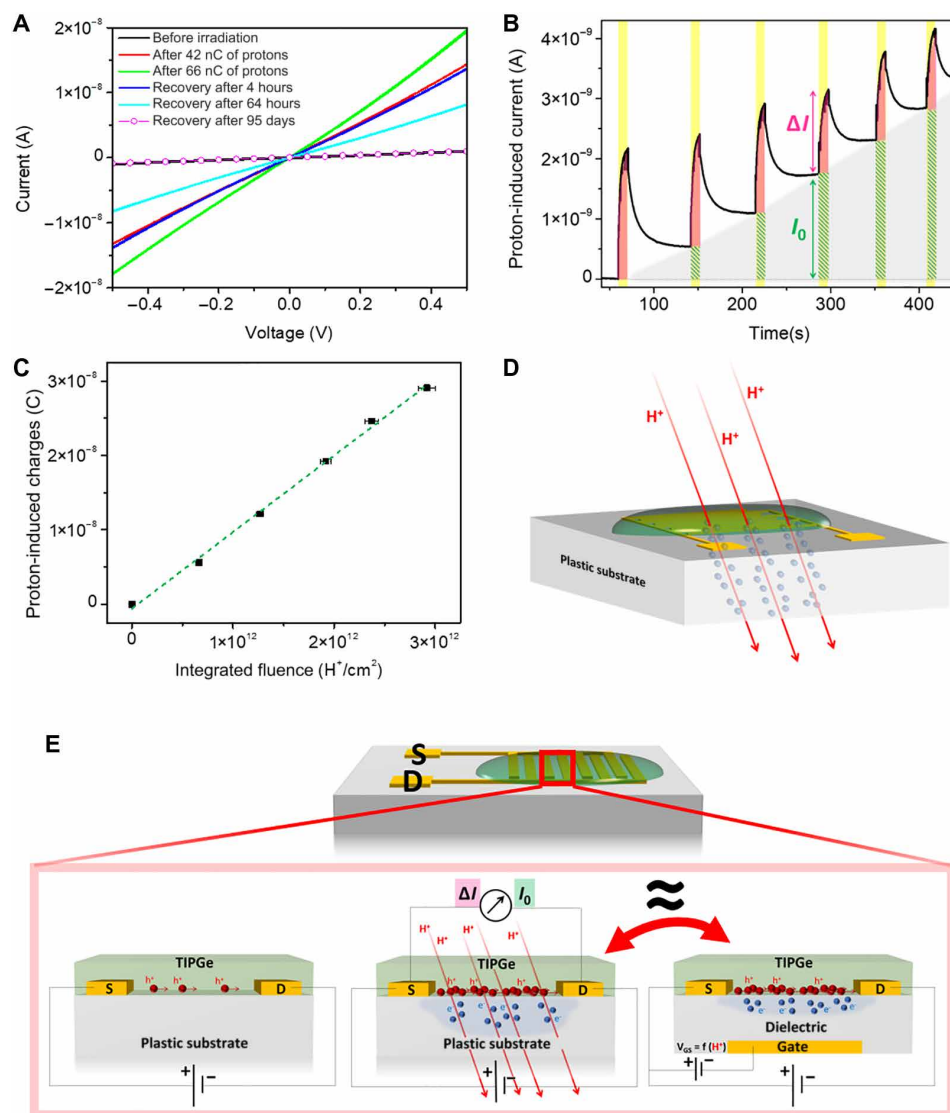 A
Before irradiation
After 42 nC of protons
After 66 nC of protons
Recovery after 4 hours
Recovery after 64 hours
Recovery after 95 days
2×10⁻⁸
1×10⁻⁸
0
−1×10⁻⁸
−2×10⁻⁸
Current (A)
−0.4 −0.2 0.0 0.2 0.4
Voltage (V)
B
4×10⁻⁹
3×10⁻⁹
2×10⁻⁹
1×10⁻⁹
0
Proton-induced current (A)
ΔI
I₀
100 200 300 400
Time(s)
C
3×10⁻⁸
2×10⁻⁸
1×10⁻⁸
0
Proton-induced charges (C)
0 1×10¹² 2×10¹² 3×10¹²
Integrated fluence (H⁺/cm²)
D
H⁺ H⁺ H⁺
Plastic substrate
E
S
D
ΔI I₀
≈
H⁺ H⁺ H⁺ H⁺
TIPGe
S h⁺ h⁺ h⁺ D
Plastic substrate
+ −
TIPGe
S h⁺ h⁺ h⁺ D
e⁻ e⁻ e⁻ e⁻
Plastic substrate
+ −
TIPGe
S h⁺ h⁺ h⁺ D
e⁻ e⁻ e⁻
Dielectric
V_GS = f (H⁺) Gate
+ − + −